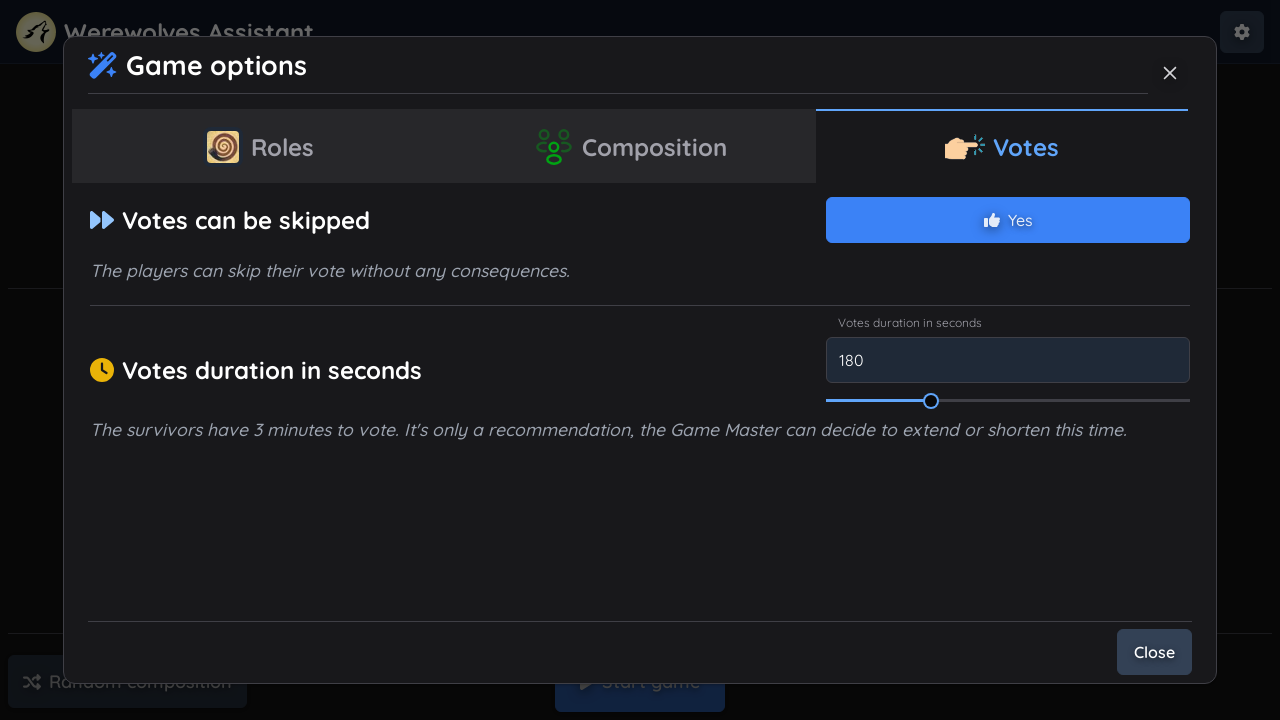 Werewolves Assistant
Game options
Roles
Composition
Votes
Votes can be skipped
Yes
The players can skip their vote without any consequences.
Votes duration in seconds
Votes duration in seconds
180
The survivors have 3 minutes to vote. It's only a recommendation, the Game Master can decide to extend or shorten this time.
Close
Random composition
Start game